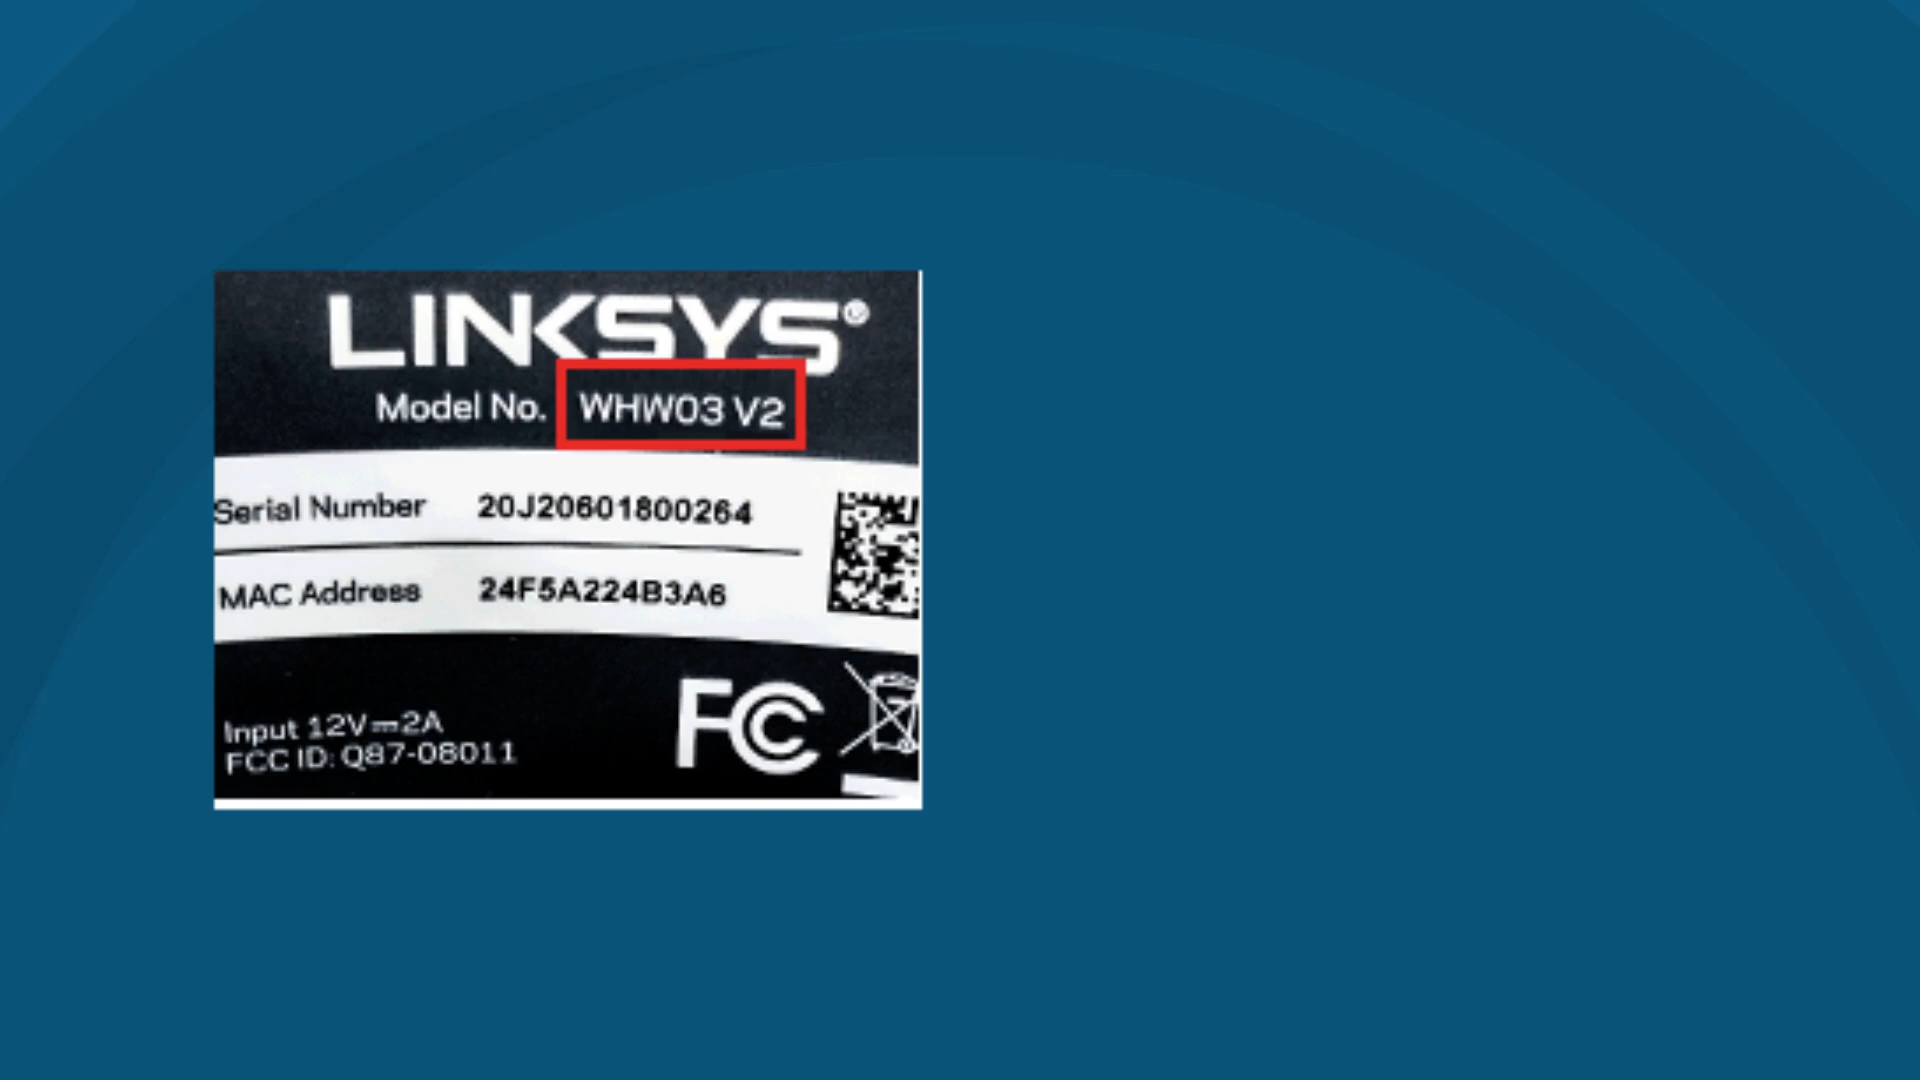 LINKSYS®
Model No. WHW03 V2
Serial Number 20J20601800264
MAC Address 24F5A224B3A6
Input 12V⎓2A
FCC ID: Q87-08011
FC